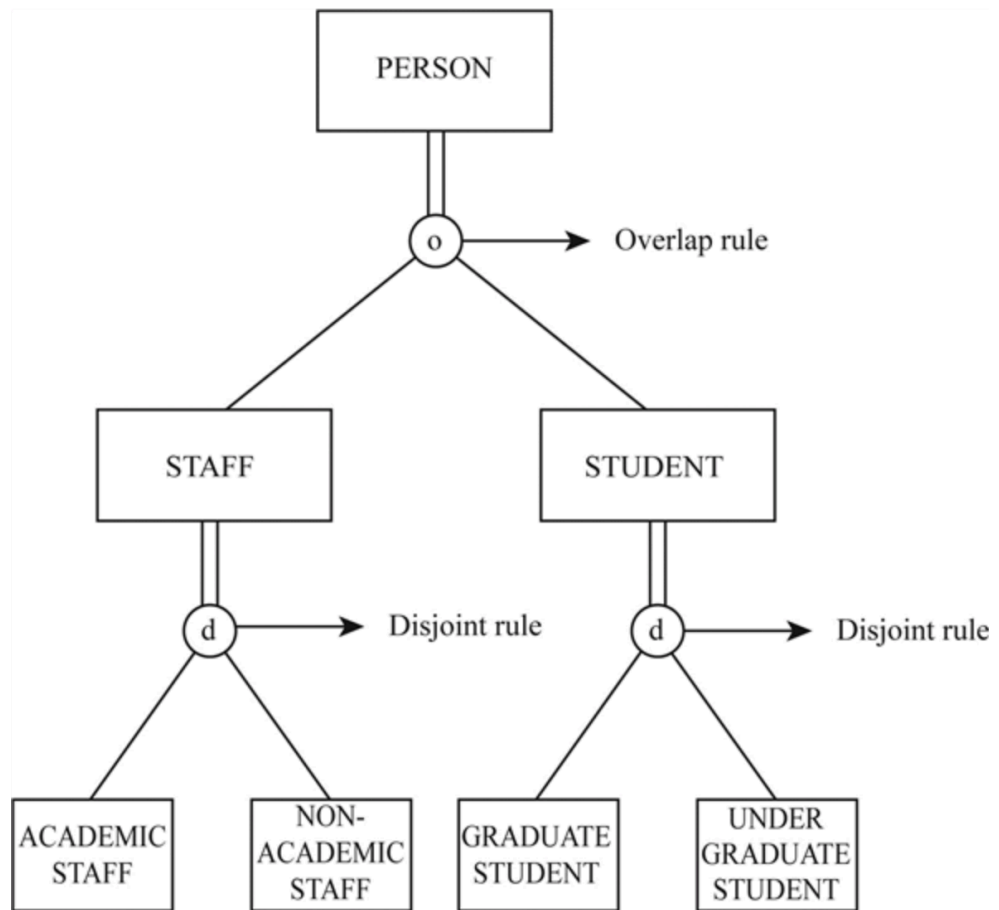 PERSON
o
Overlap rule
STAFF
STUDENT
d
Disjoint rule
d
Disjoint rule
ACADEMIC
STAFF
NON-
ACADEMIC
STAFF
GRADUATE
STUDENT
UNDER
GRADUATE
STUDENT